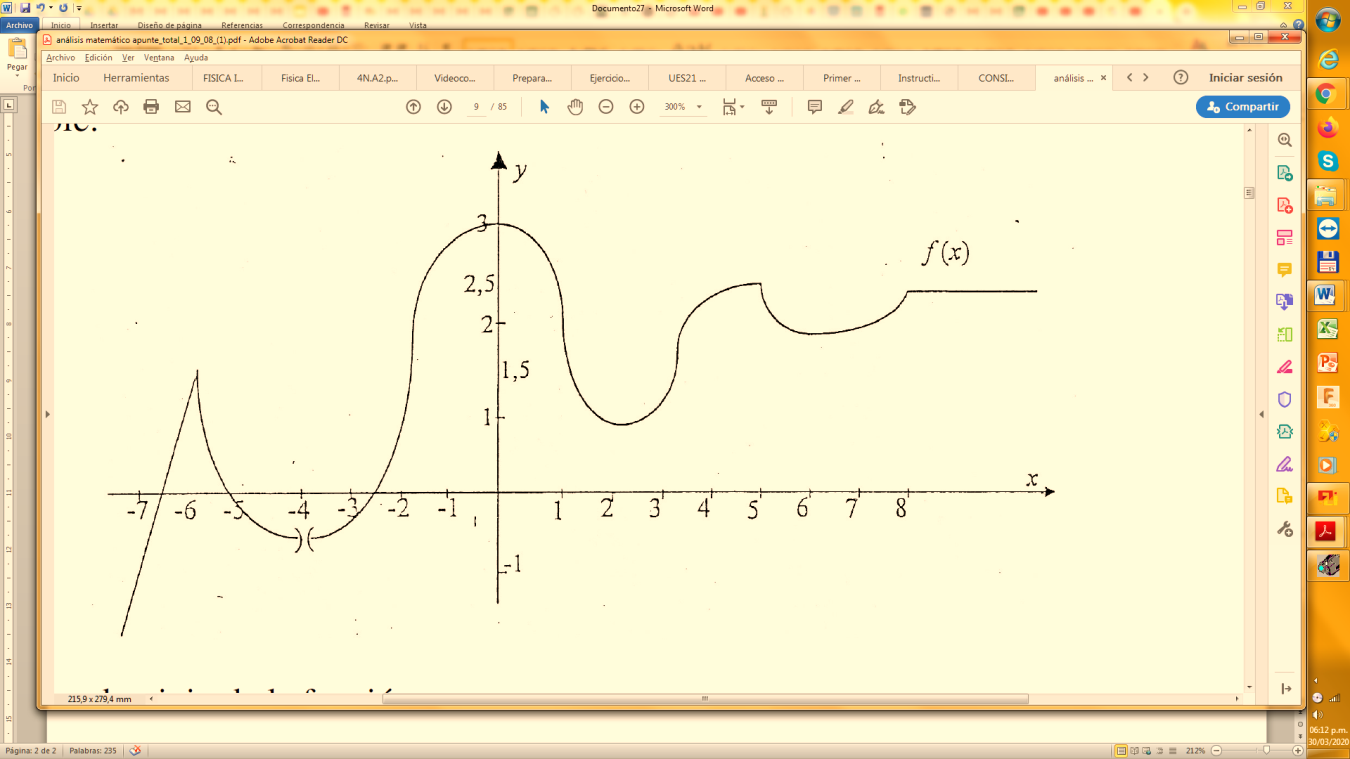 Documento27 - Microsoft Word
Archivo Inicio Insertar Diseño de página Referencias Correspondencia Revisar Vista
Pegar
análisis matemático apunte_total_1_09_08_(1).pdf - Adobe Acrobat Reader DC
Archivo Edición Ver Ventana Ayuda
Inicio Herramientas FISICA I... Fisica El... 4N.A2.p... Videoco... Prepara... Ejercicio... UES21 ... Acceso ... Primer ... Instructi... CONSI... análisis ... × Iniciar sesión
9 / 85 300% Compartir
y
3
f (x)
2,5
2
1,5
1
x
-7 -6 -5 -4 -3 -2 -1 1 2 3 4 5 6 7 8
-1
215,9 x 279,4 mm
Página: 2 de 2 Palabras: 235 212%
06:12 p.m.
30/03/2020